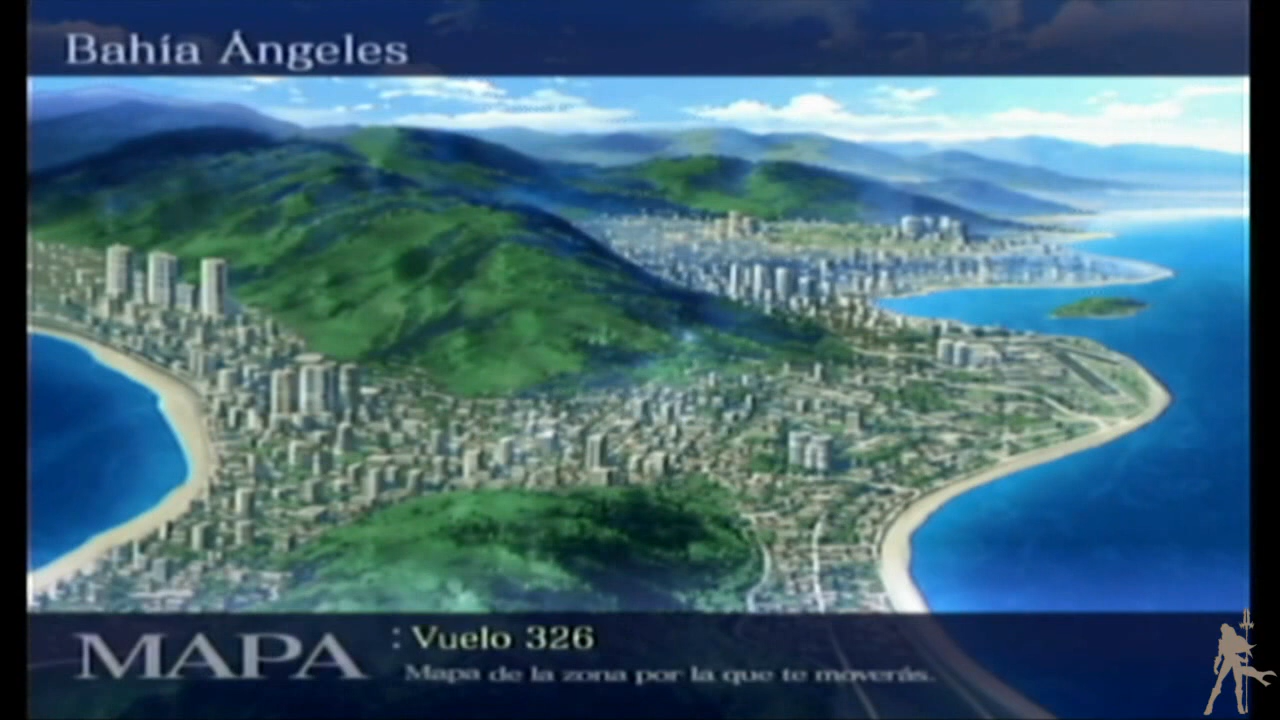 Bahía Ángeles
MAPA
: Vuelo 326
Mapa de la zona por la que te moverás.